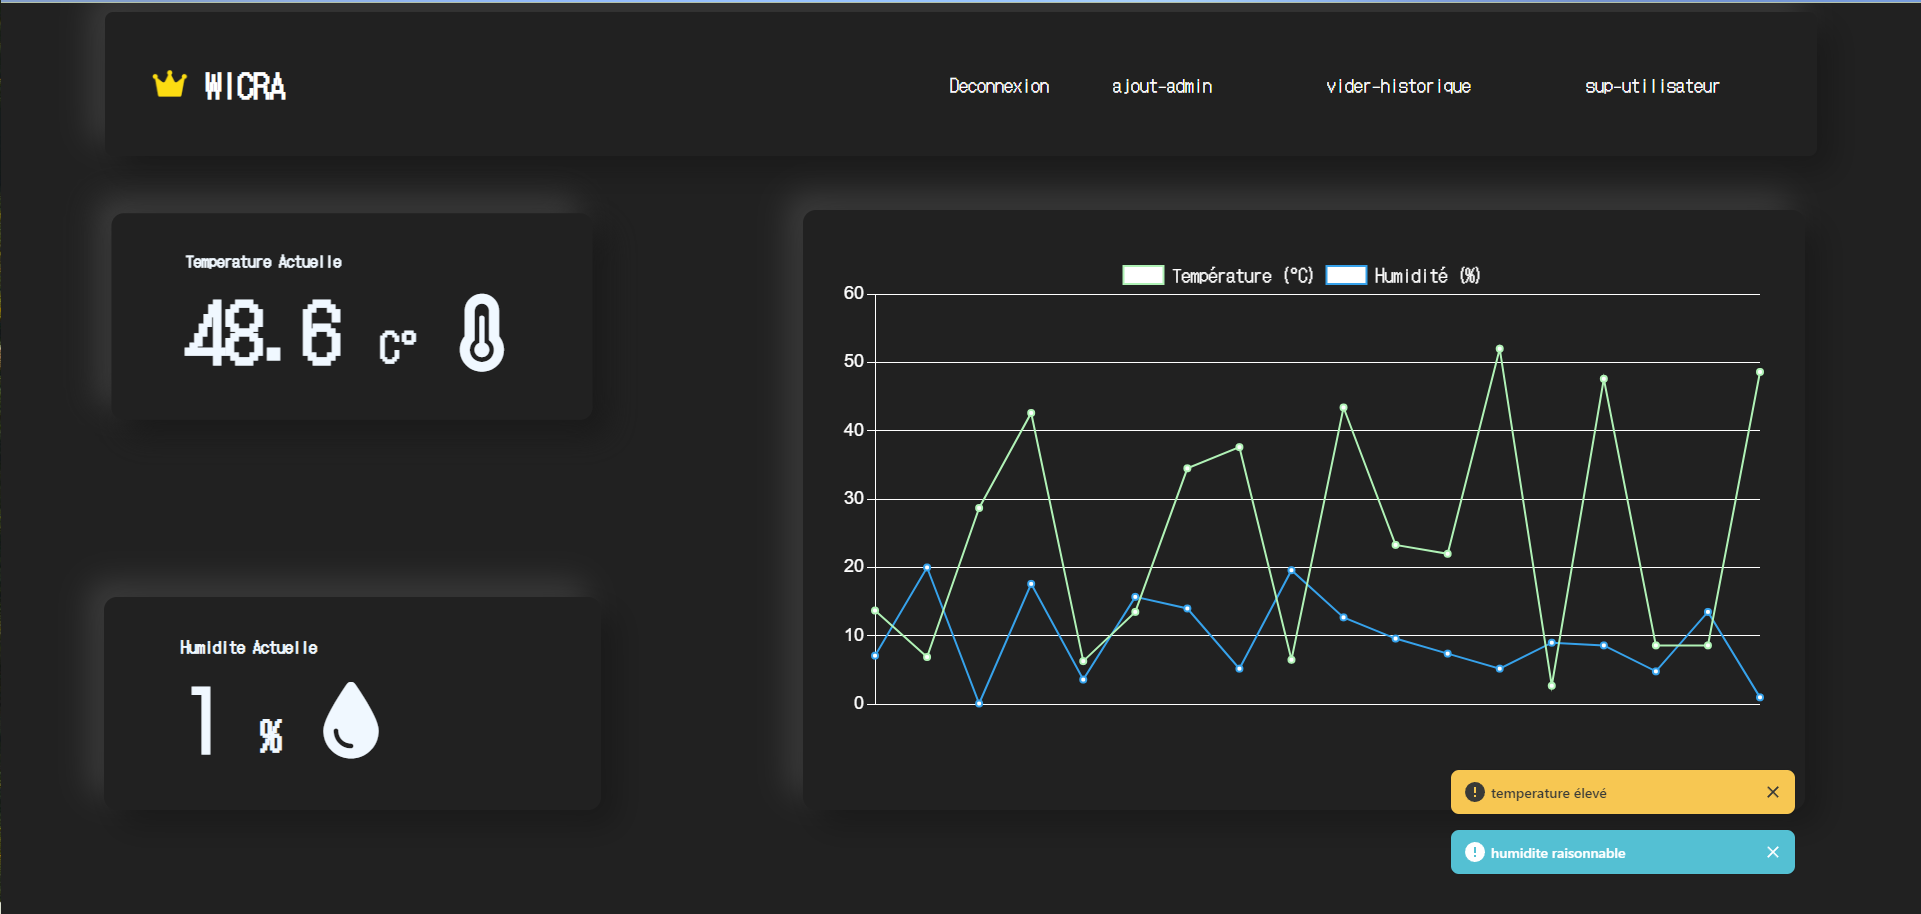 WICRA
Deconnexion ajout-admin vider-historique sup-utilisateur
Temperature Actuelle
48.6 C°
Humidite Actuelle
1 %
Température (°C) Humidité (%)
60
50
40
30
20
10
0
temperature élevé
humidite raisonnable